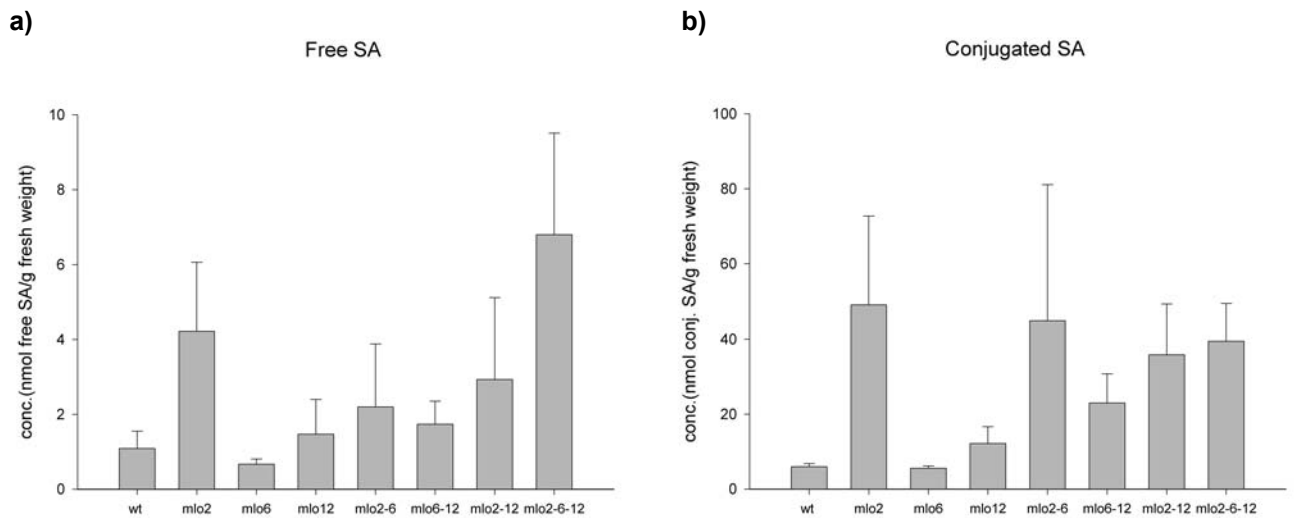 a)
Free SA
conc.(nmol free SA/g fresh weight)
10
8
6
4
2
0
wt mlo2 mlo6 mlo12 mlo2-6 mlo6-12 mlo2-12 mlo2-6-12
b)
Conjugated SA
conc.(nmol conj. SA/g fresh weight)
100
80
60
40
20
0
wt mlo2 mlo6 mlo12 mlo2-6 mlo6-12 mlo2-12 mlo2-6-12